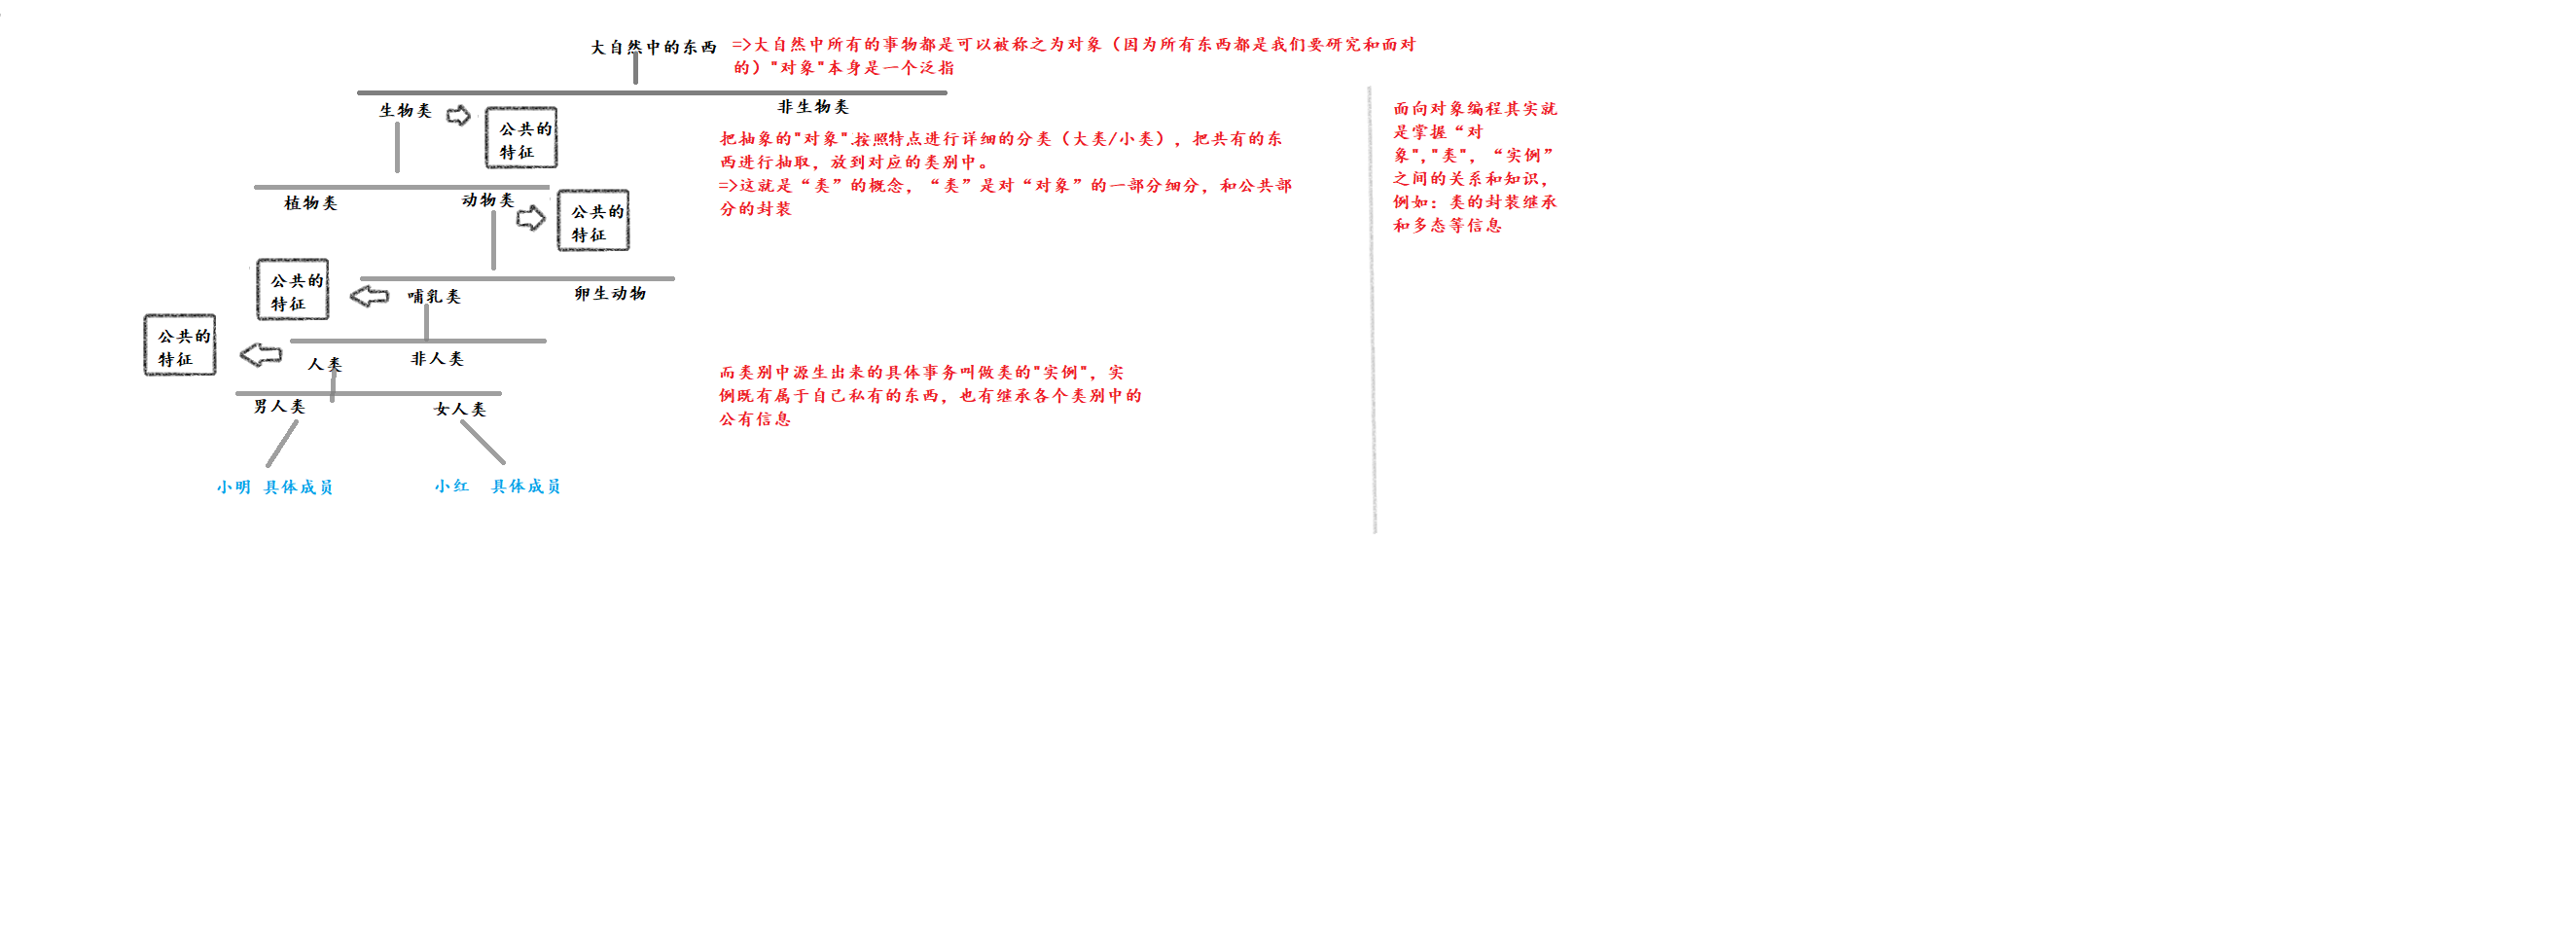 大自然中的东西
=>大自然中所有的事物都是可以被称之为对象（因为所有东西都是我们要研究和面对
的）"对象"本身是一个泛指
生物类
公共的
特征
非生物类
把抽象的"对象".按照特点进行详细的分类（大类/小类），把共有的东
西进行抽取，放到对应的类别中。
=>这就是“类”的概念，“类”是对“对象”的一部分细分，和公共部
分的封装
植物类
动物类
公共的
特征
公共的
特征
哺乳类
卵生动物
公共的
特征
人类
非人类
男人类
女人类
而类别中源生出来的具体事务叫做类的"实例"，实
例既有属于自己私有的东西，也有继承各个类别中的
公有信息
小明 具体成员
小红 具体成员
面向对象编程其实就
是掌握“对
象","类"，“实例”
之间的关系和知识，
例如：类的封装继承
和多态等信息